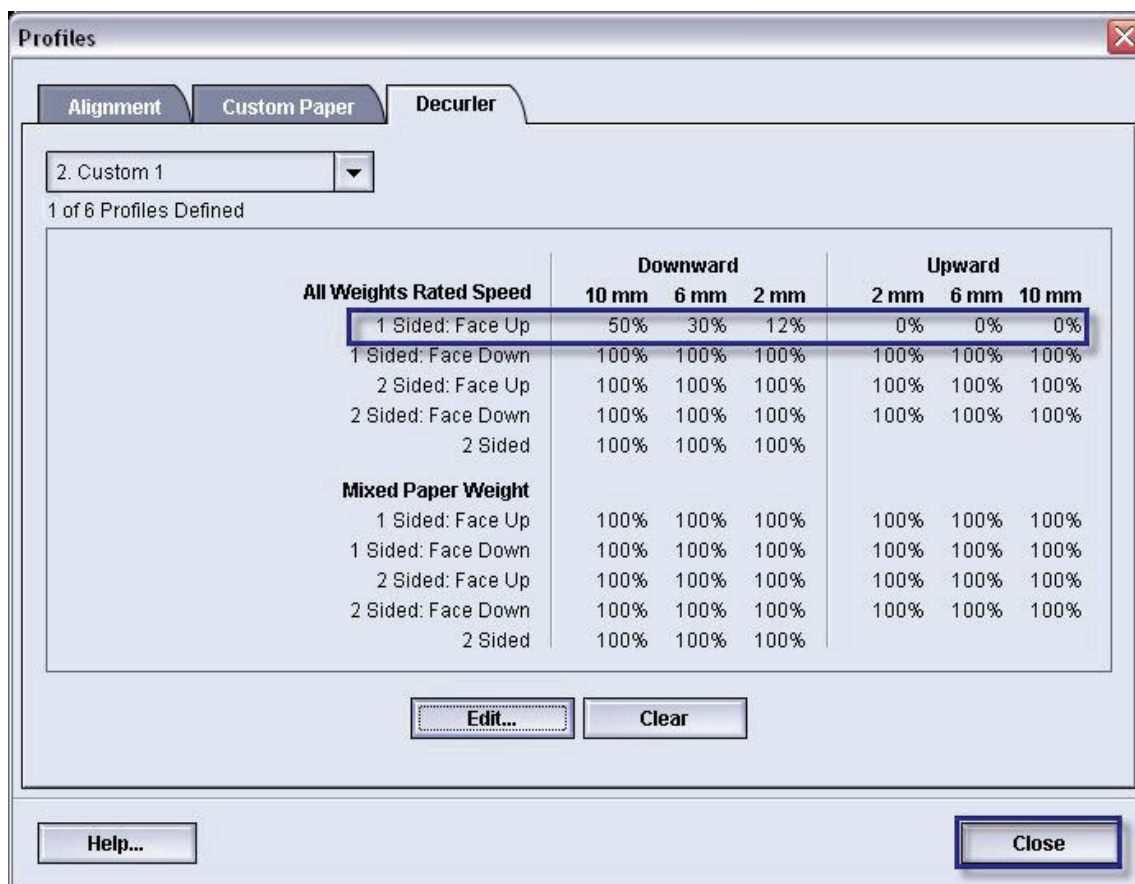 Profiles
Alignment Custom Paper Decurler
2. Custom 1
1 of 6 Profiles Defined
Downward Upward
All Weights Rated Speed 10 mm 6 mm 2 mm 2 mm 6 mm 10 mm
1 Sided: Face Up 50% 30% 12% 0% 0% 0%
1 Sided: Face Down 100% 100% 100% 100% 100% 100%
2 Sided: Face Up 100% 100% 100% 100% 100% 100%
2 Sided: Face Down 100% 100% 100% 100% 100% 100%
2 Sided 100% 100% 100%
Mixed Paper Weight
1 Sided: Face Up 100% 100% 100% 100% 100% 100%
1 Sided: Face Down 100% 100% 100% 100% 100% 100%
2 Sided: Face Up 100% 100% 100% 100% 100% 100%
2 Sided: Face Down 100% 100% 100% 100% 100% 100%
2 Sided 100% 100% 100%
Edit... Clear
Help... Close